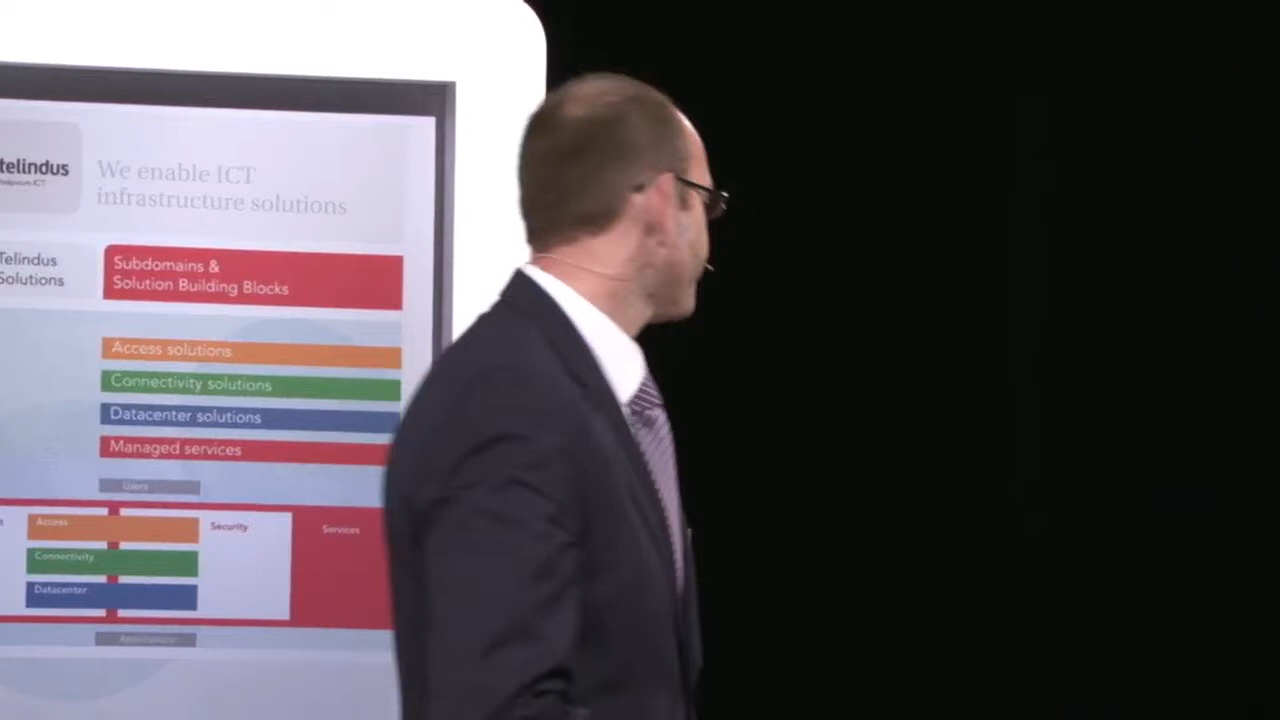 telindus
We enable ICT
infrastructure solutions
Telindus
Solutions
Subdomains &
Solution Building Blocks
Access solutions
Connectivity solutions
Datacenter solutions
Managed services
Users
Access
Security
Services
Connectivity
Datacenter
Applications